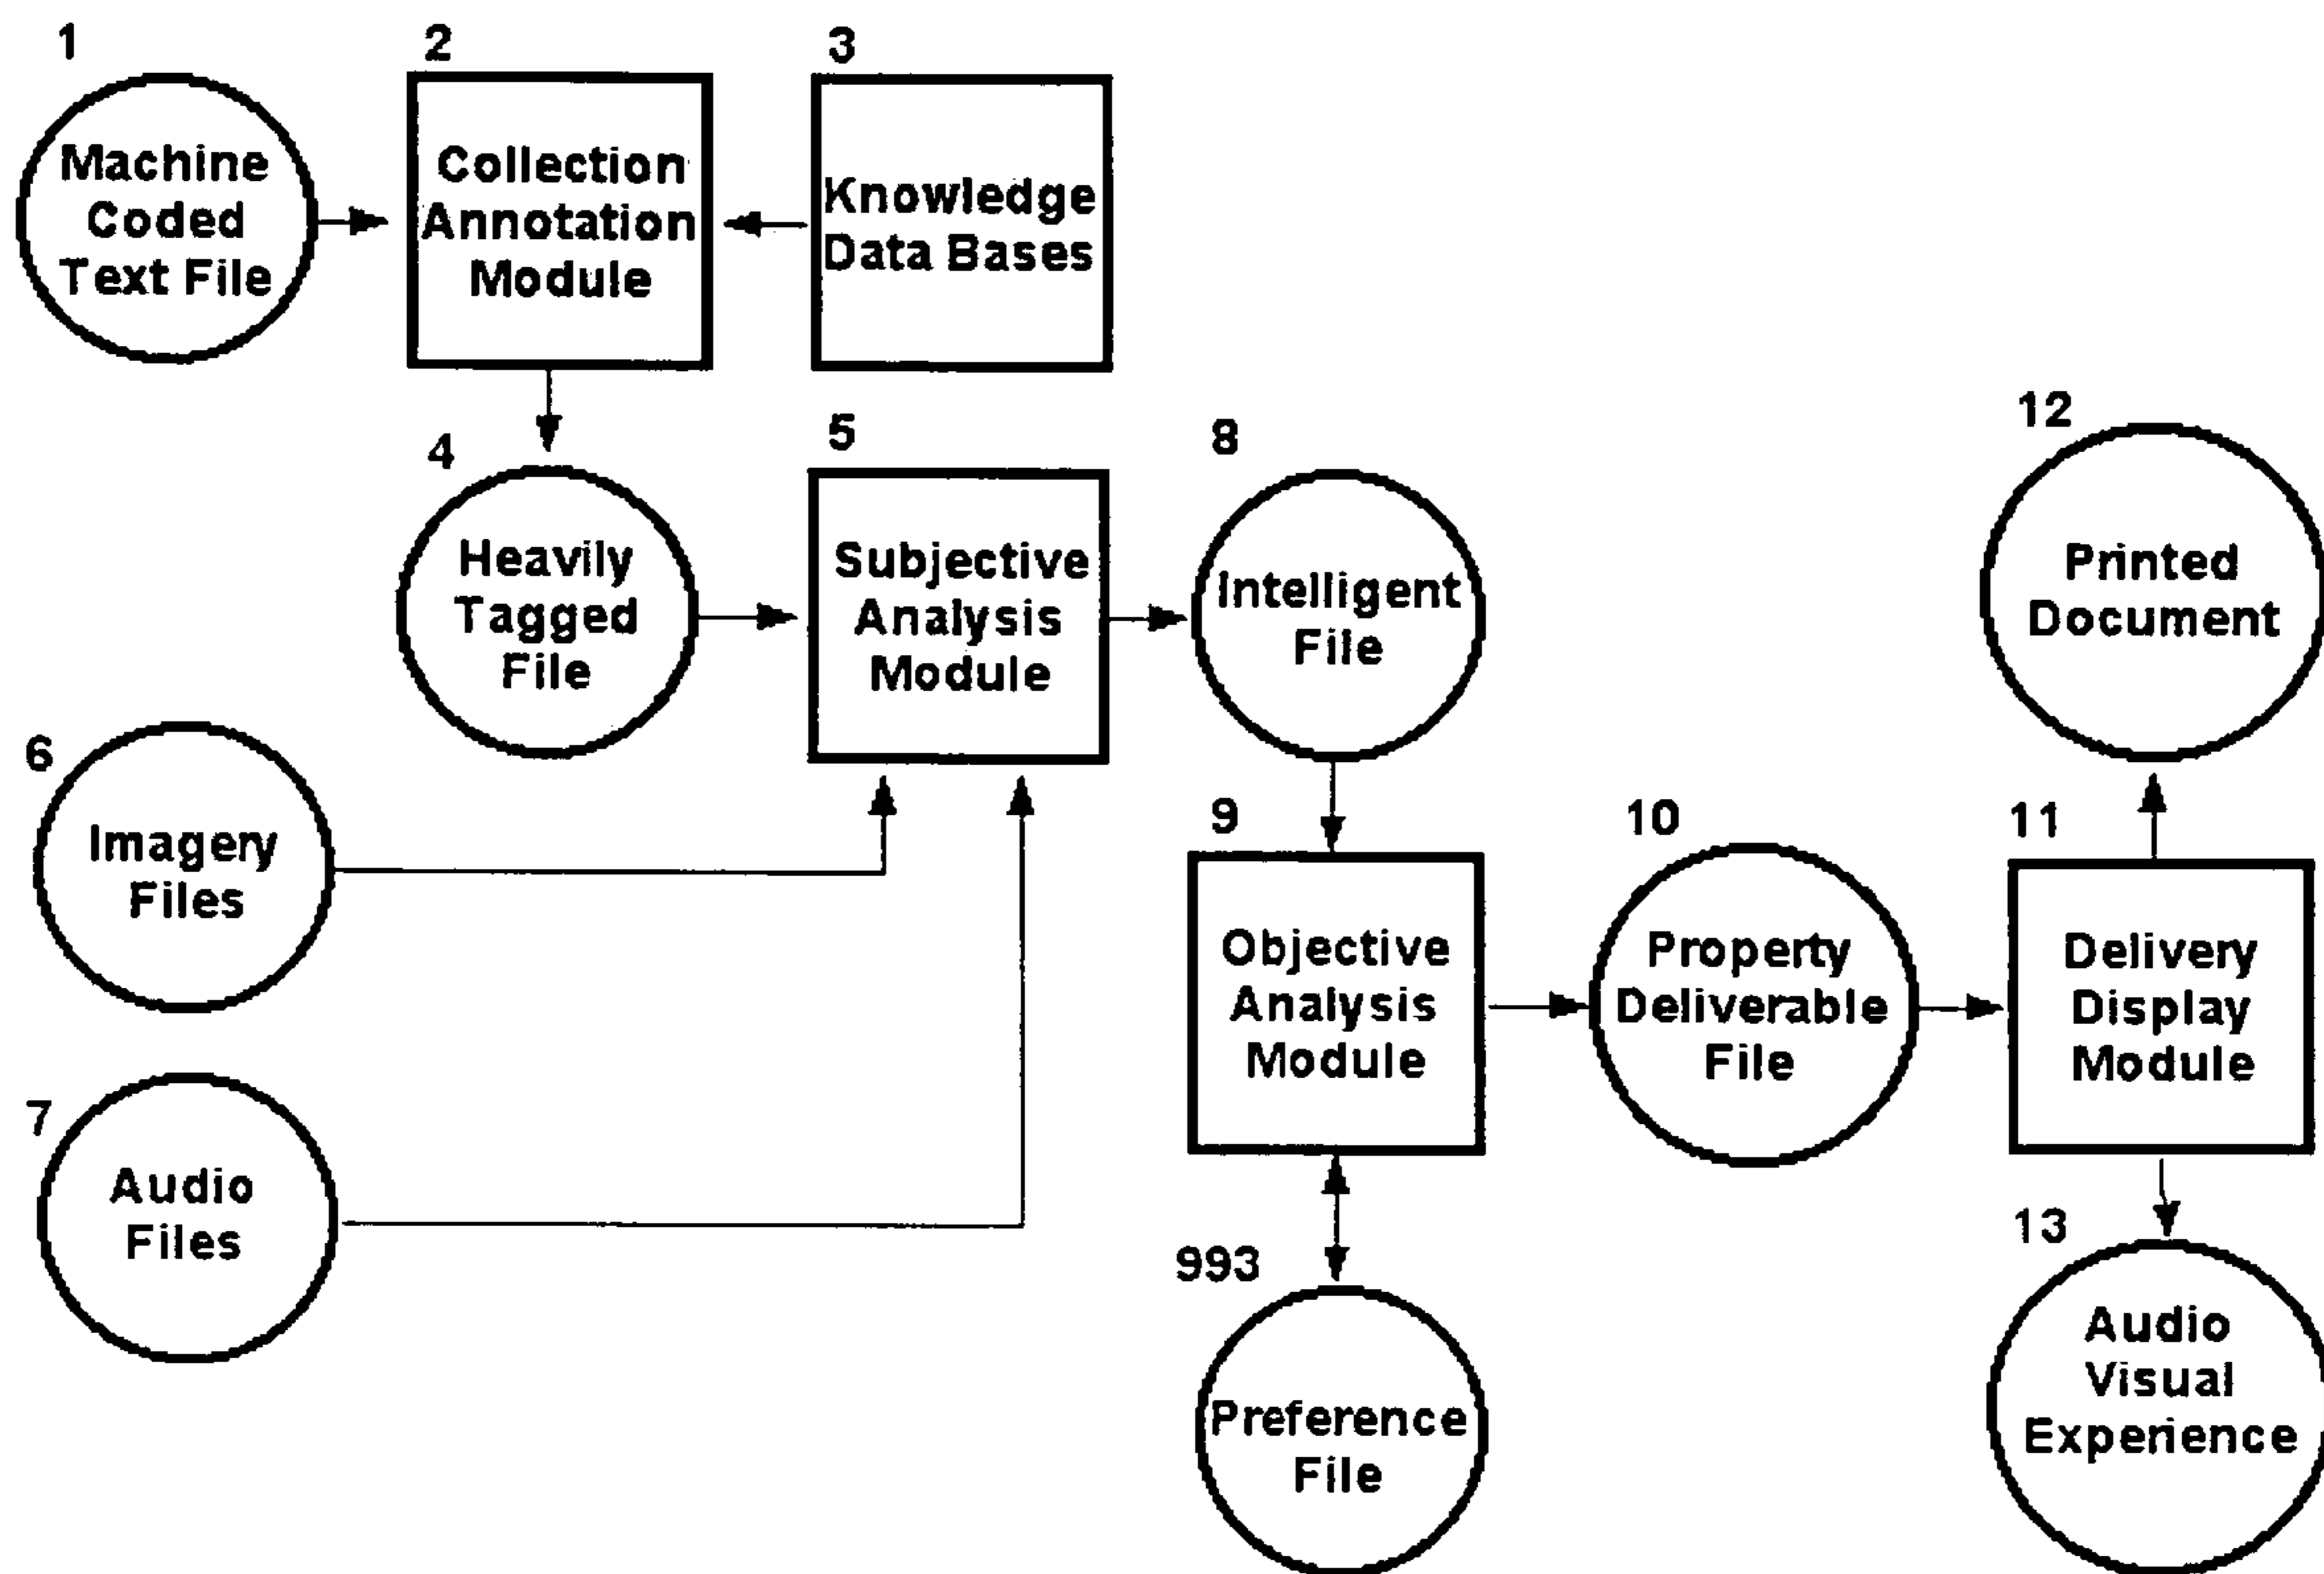 1
Machine
Coded
Text File
2
Collection
Annotation
Module
3
Knowledge
Data Bases
4
Heavily
Tagged
File
5
Subjective
Analysis
Module
8
Intelligent
File
12
Printed
Document
6
Imagery
Files
9
Objective
Analysis
Module
10
Property
Deliverable
File
11
Delivery
Display
Module
7
Audio
Files
993
Preference
File
13
Audio
Visual
Experience